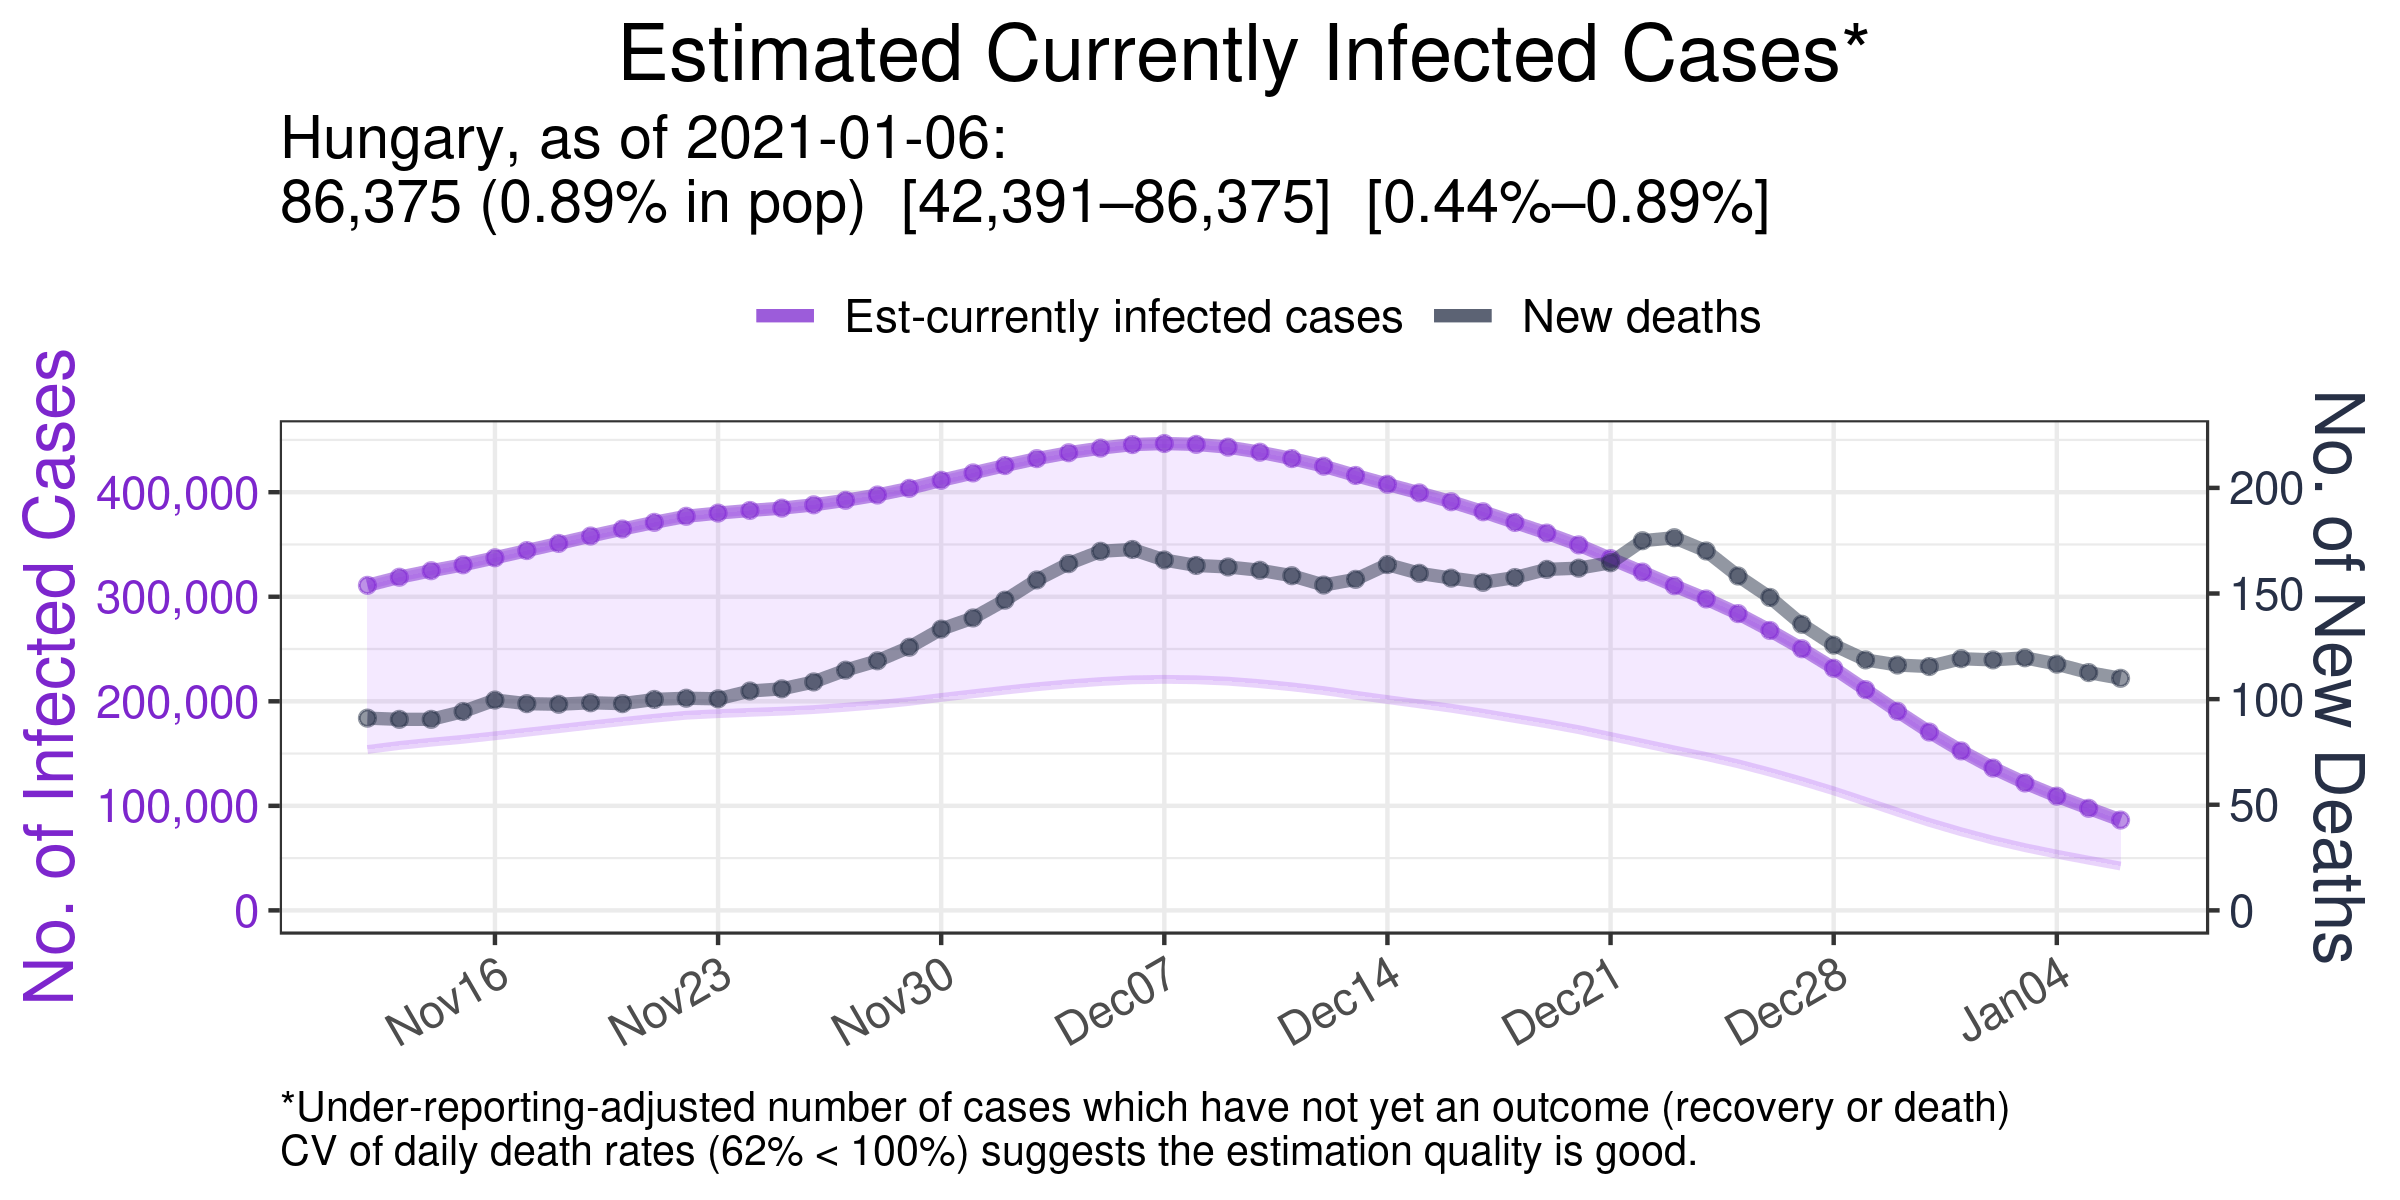 Estimated Currently Infected Cases*
Hungary, as of 2021-01-06:
86,375 (0.89% in pop)  [42,391–86,375]  [0.44%–0.89%]
Est-currently infected cases
New deaths
No. of Infected Cases
400,000
300,000
200,000
100,000
0
200
150
100
50
0
No. of New Deaths
Nov16
Nov23
Nov30
Dec07
Dec14
Dec21
Dec28
Jan04
*Under-reporting-adjusted number of cases which have not yet an outcome (recovery or death)
CV of daily death rates (62% < 100%) suggests the estimation quality is good.